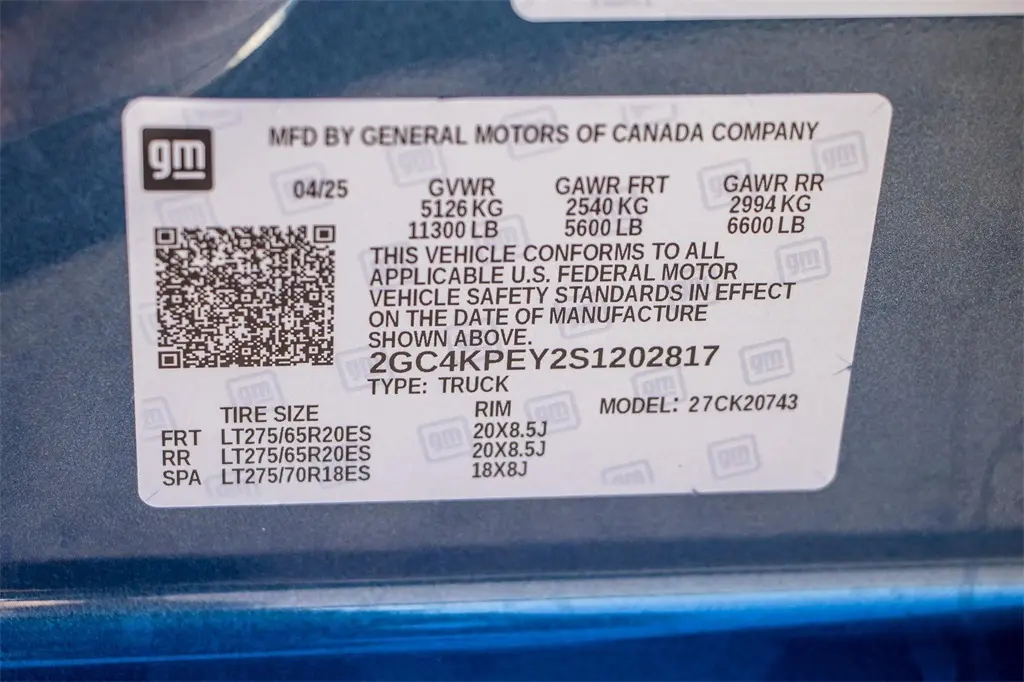 gm
MFD BY GENERAL MOTORS OF CANADA COMPANY
04/25 GVWR GAWR FRT GAWR RR
5126 KG 2540 KG 2994 KG
11300 LB 5600 LB 6600 LB
THIS VEHICLE CONFORMS TO ALL
APPLICABLE U.S. FEDERAL MOTOR
VEHICLE SAFETY STANDARDS IN EFFECT
ON THE DATE OF MANUFACTURE
SHOWN ABOVE.
2GC4KPEY2S1202817
TYPE: TRUCK
TIRE SIZE RIM MODEL: 27CK20743
FRT LT275/65R20ES 20X8.5J
RR LT275/65R20ES 20X8.5J
SPA LT275/70R18ES 18X8J